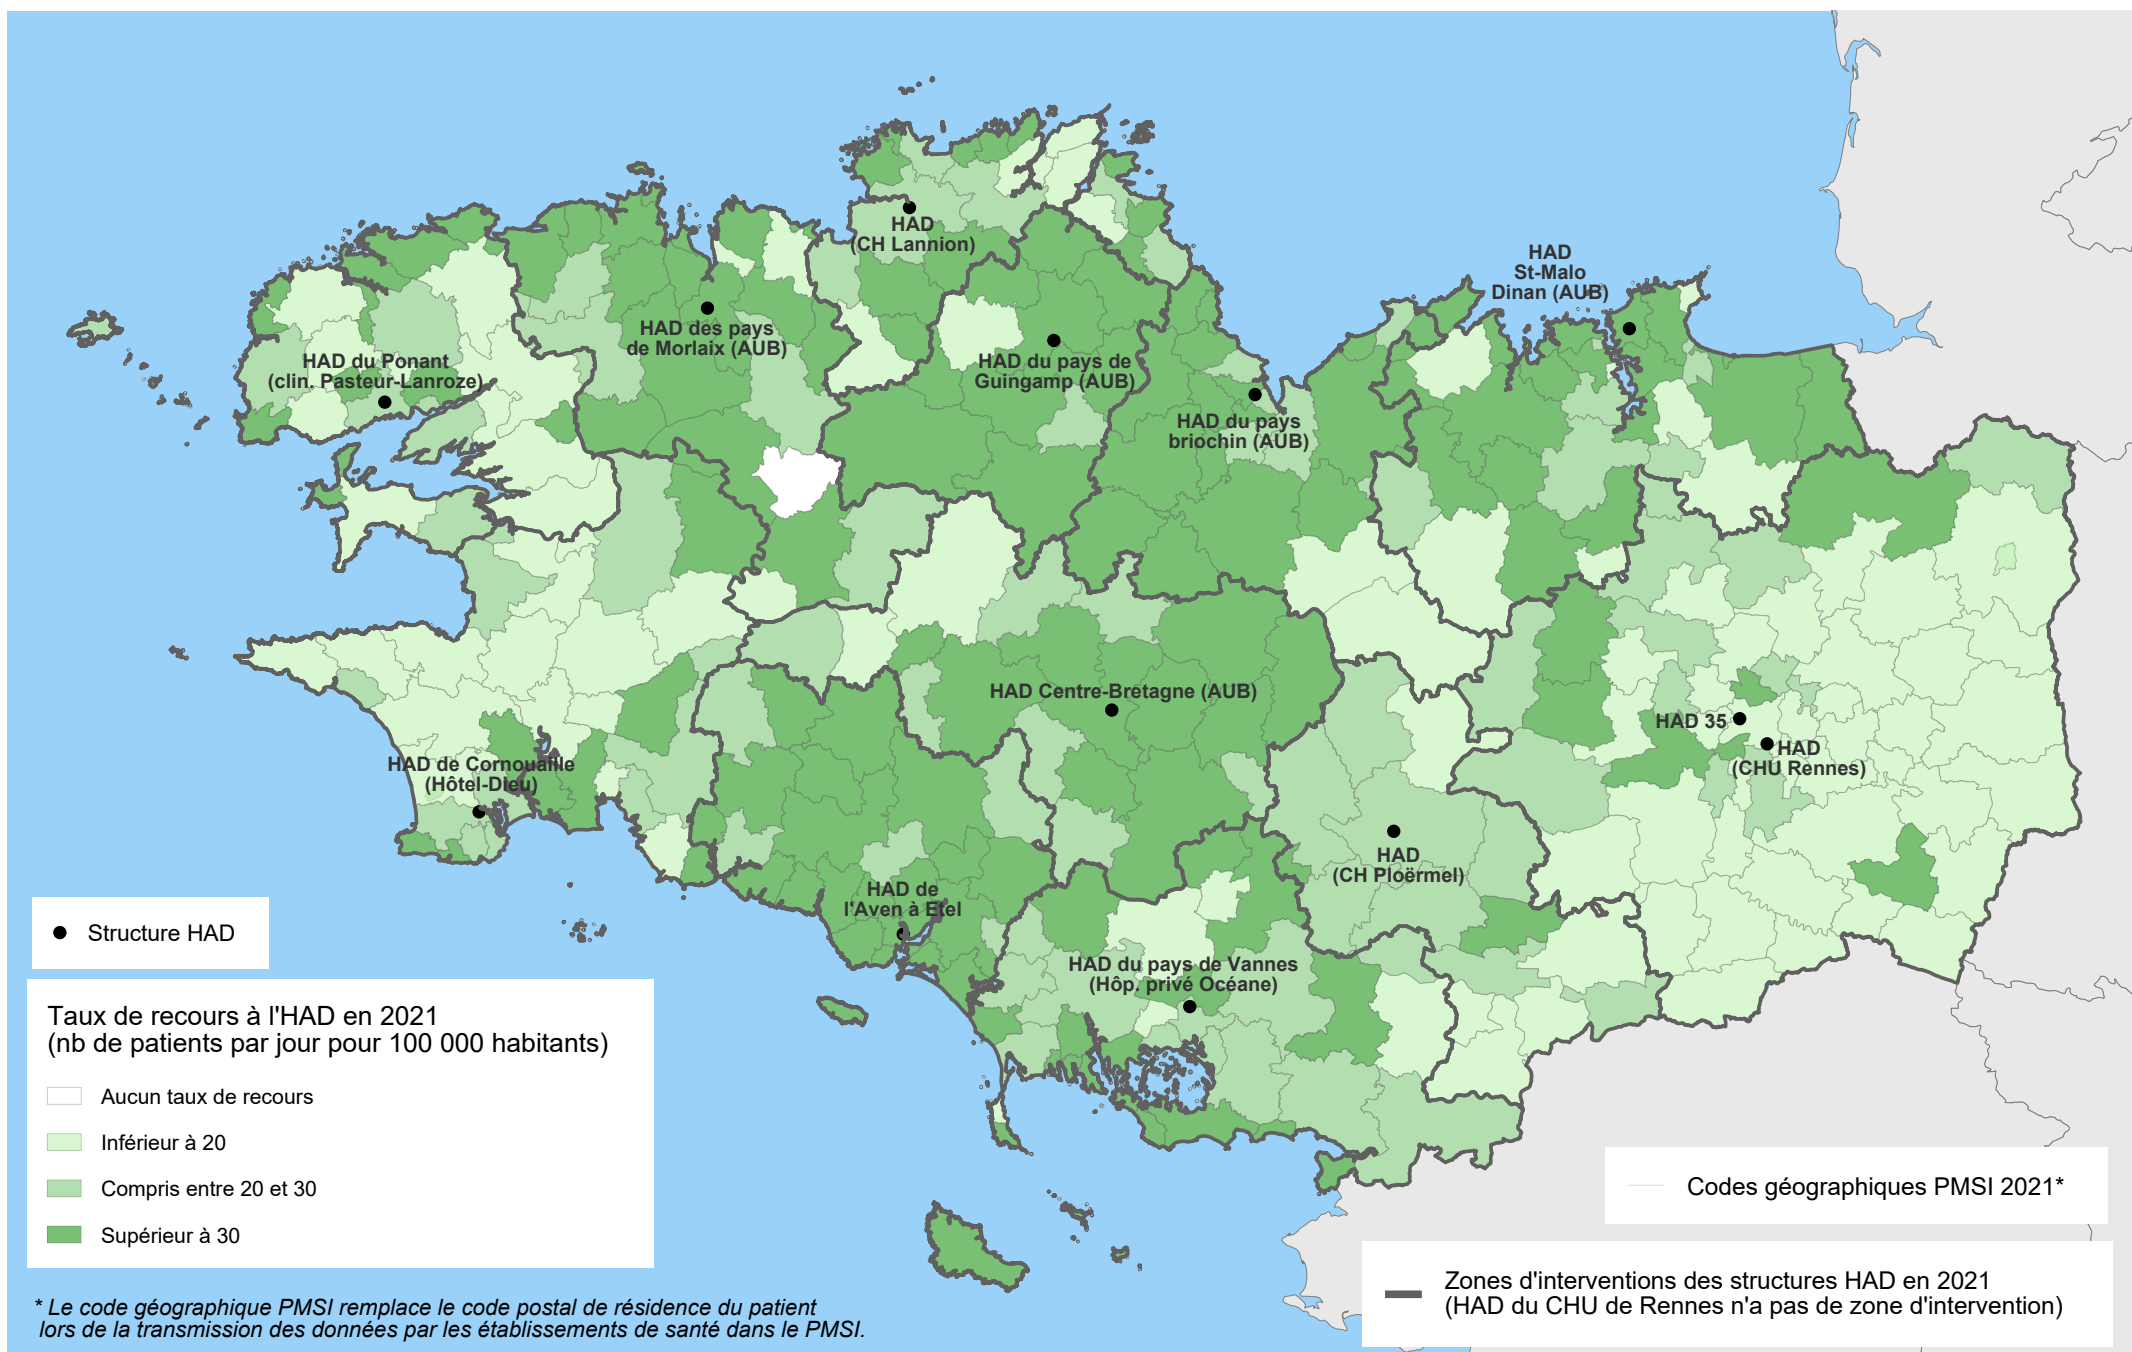 HAD
(CH Lannion)
HAD
St-Malo
Dinan (AUB)
HAD des pays
de Morlaix (AUB)
HAD du Ponant
(clin. Pasteur-Lanroze)
HAD du pays de
Guingamp (AUB)
HAD du pays
briochin (AUB)
HAD Centre-Bretagne (AUB)
HAD 35
HAD
(CHU Rennes)
HAD de Cornouaille
(Hôtel-Dieu)
HAD
(CH Ploërmel)
HAD de
l'Aven à Etel
HAD du pays de Vannes
(Hôp. privé Océane)
Structure HAD
Taux de recours à l'HAD en 2021
(nb de patients par jour pour 100 000 habitants)
Aucun taux de recours
Inférieur à 20
Compris entre 20 et 30
Supérieur à 30
Codes géographiques PMSI 2021*
Zones d'interventions des structures HAD en 2021
(HAD du CHU de Rennes n'a pas de zone d'intervention)
* Le code géographique PMSI remplace le code postal de résidence du patient
lors de la transmission des données par les établissements de santé dans le PMSI.